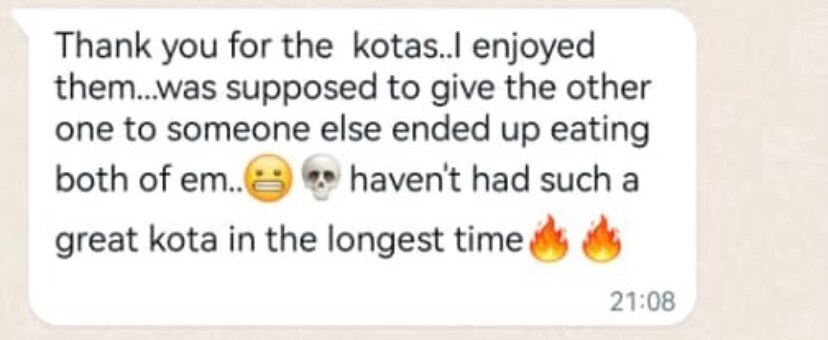 Thank you for the  kotas..I enjoyed
them...was supposed to give the other
one to someone else ended up eating
both of em..😬💀 haven't had such a
great kota in the longest time🔥🔥
21:08